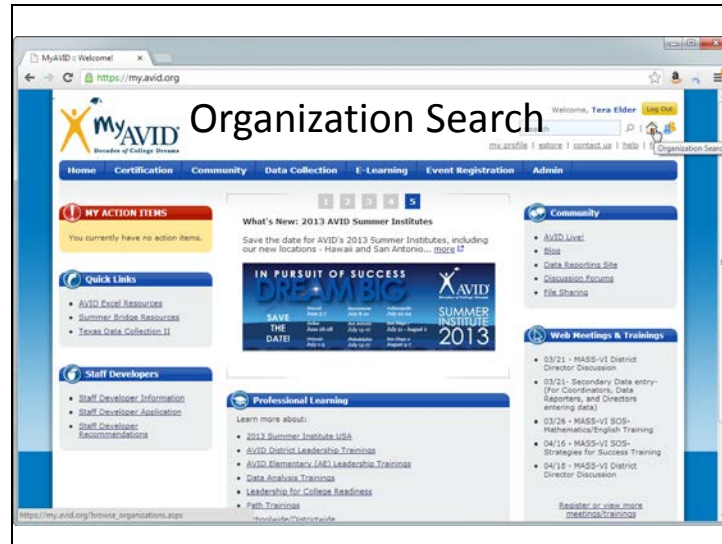 MyAVID :: Welcome!
https://my.avid.org
Organization Search
Welcome, Tera Elder
Log Out
MyAVID
Decades of College Dreams
my profile | estore | contact us | help |
Organization Sear
Home Certification Community Data Collection E-Learning Event Registration Admin
MY ACTION ITEMS
You currently have no action items.
Quick Links
AVID Excel Resources
Summer Bridge Resources
Texas Data Collection II
Staff Developers
Staff Developer Information
Staff Developer Application
Staff Developer
Recommendations
1 2 3 4 5
What's New: 2013 AVID Summer Institutes
Save the date for AVID's 2013 Summer Institutes, including
our new locations - Hawaii and San Antonio... more
IN PURSUIT OF SUCCESS
DREAM BIG
SAVE
THE
DATE!
AVID
Decades of College Dreams
SUMMER
INSTITUTE
2013
Professional Learning
Learn more about:
2013 Summer Institute USA
AVID District Leadership Trainings
AVID Elementary (AE) Leadership Trainings
Data Analysis Trainings
Leadership for College Readiness
Path Trainings
Schoolwide/Districtwide
Community
AVID Live!
Blog
Data Reporting Site
Discussion Forums
File Sharing
Web Meetings & Trainings
03/21 - MASS-VI District
Director Discussion
03/21- Secondary Data entry-
(For Coordinators, Data
Reporters, and Directors
entering data)
03/26 - MASS-VI SOS-
Mathematics/English Training
04/16 - MASS-VI SOS-
Strategies for Success Training
04/18 - MASS-VI District
Director Discussion
Register or view more
meetings/trainings
https://my.avid.org/browse_organizations.aspx